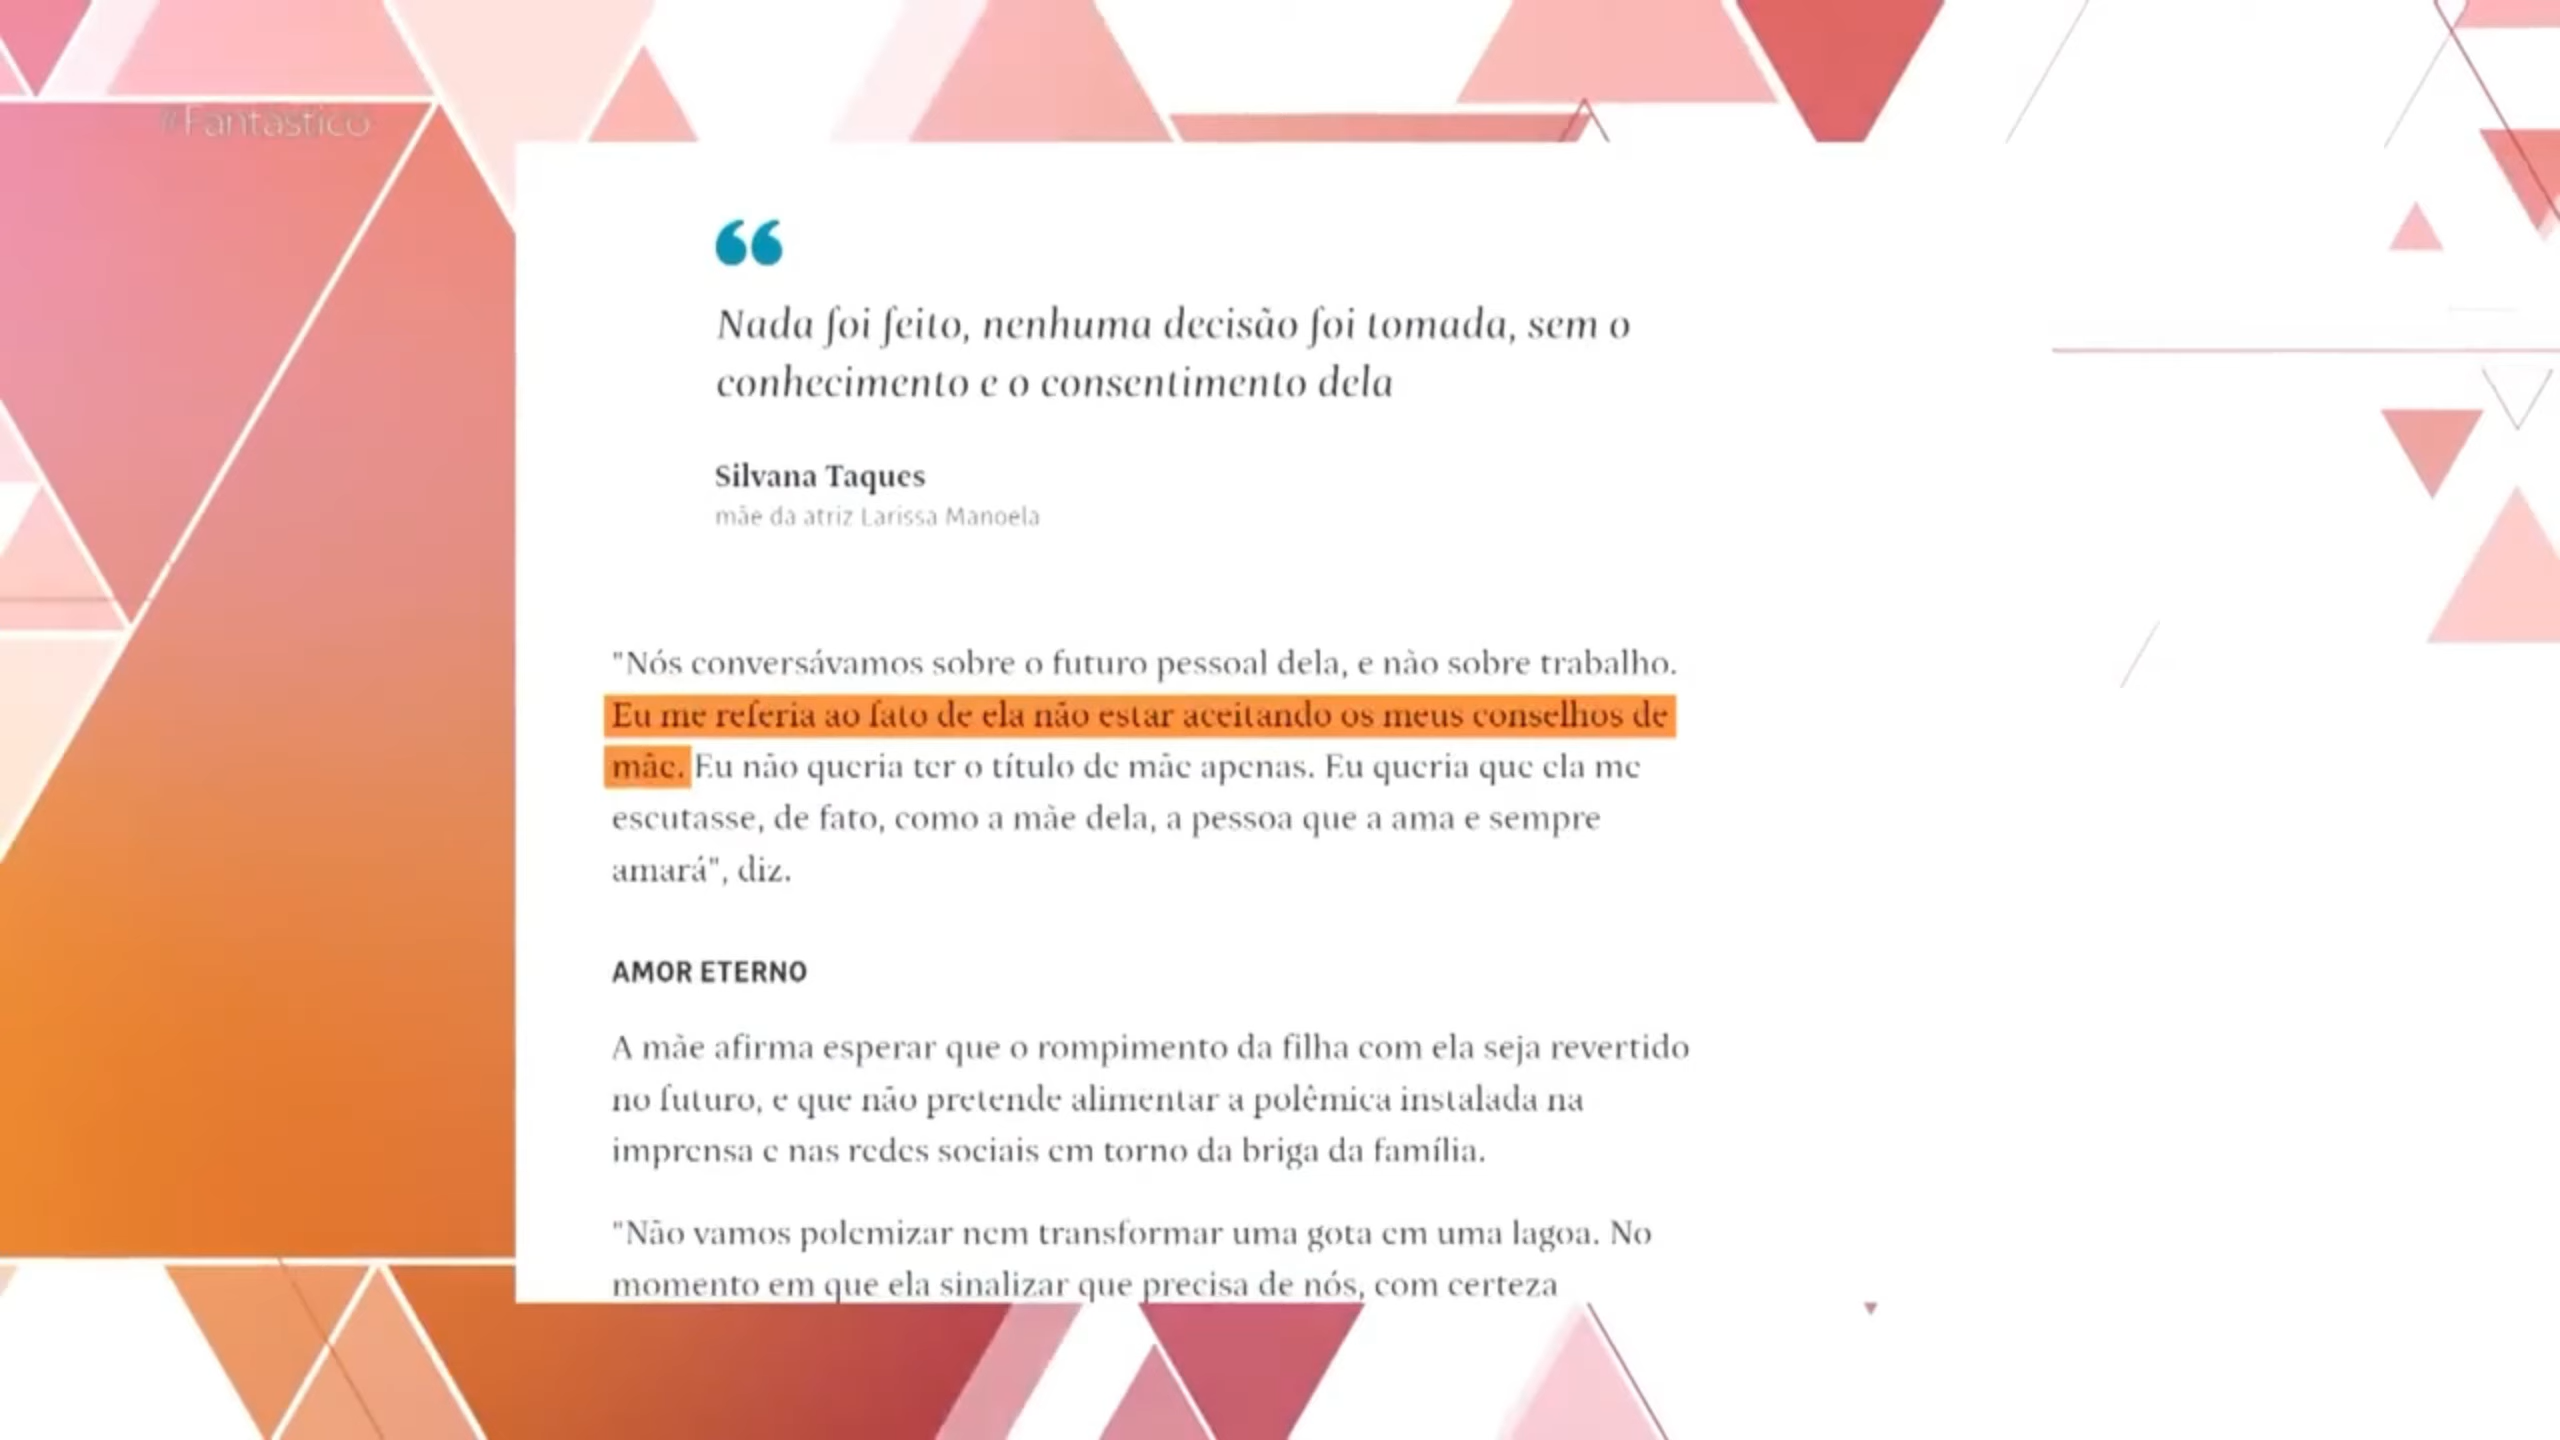 #Fantástico
“
Nada foi feito, nenhuma decisão foi tomada, sem o
conhecimento e o consentimento dela
Silvana Taques
mãe da atriz Larissa Manoela
"Nós conversávamos sobre o futuro pessoal dela, e não sobre trabalho.
Eu me referia ao fato de ela não estar aceitando os meus conselhos de
mãe. Eu não queria ter o título de mãe apenas. Eu queria que ela me
escutasse, de fato, como a mãe dela, a pessoa que a ama e sempre
amará", diz.
AMOR ETERNO
A mãe afirma esperar que o rompimento da filha com ela seja revertido
no futuro, e que não pretende alimentar a polêmica instalada na
imprensa e nas redes sociais em torno da briga da família.
"Não vamos polemizar nem transformar uma gota em uma lagoa. No
momento em que ela sinalizar que precisa de nós, com certeza